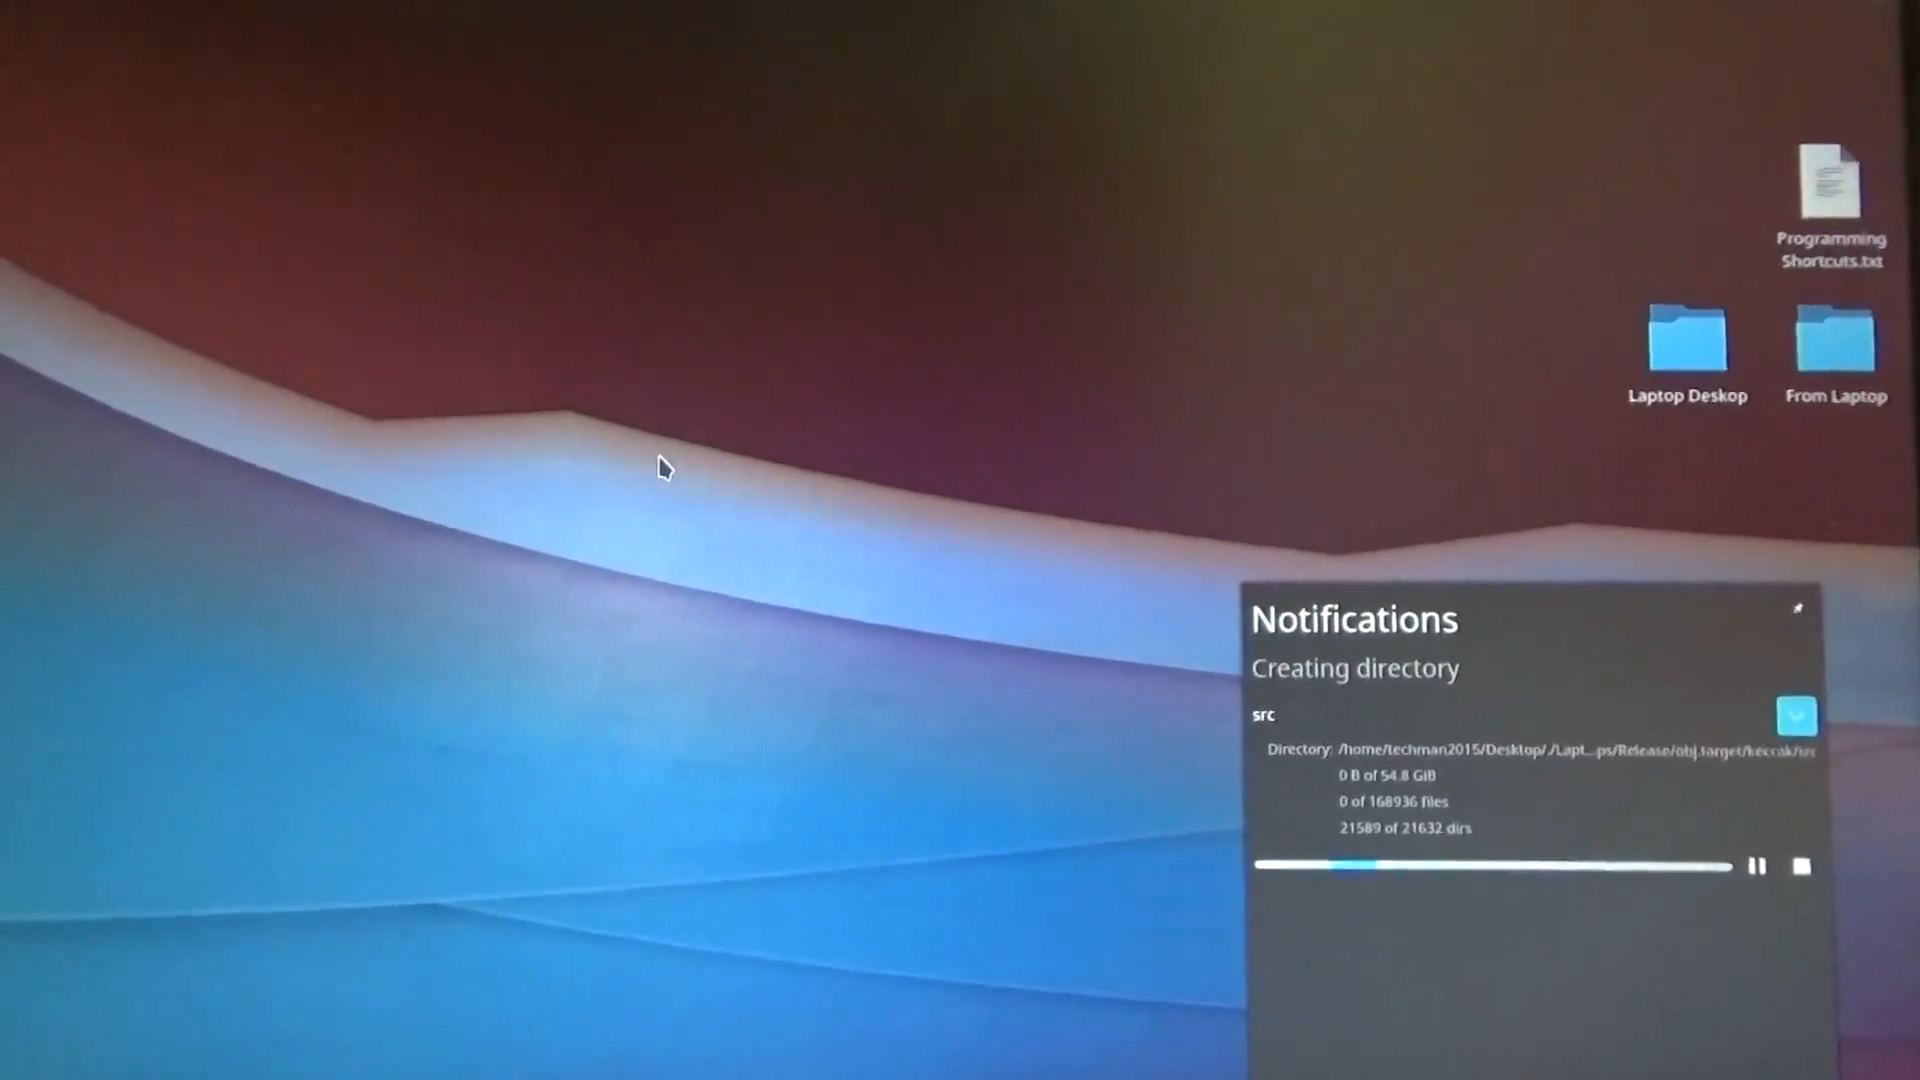 Programming
Shortcuts.txt
Laptop Deskop
From Laptop
Notifications
Creating directory
src
Directory: /home/techman2015/Desktop/./Lapt...ps/Release/obj.target/keccak/src
0 B of 54.8 GiB
0 of 168936 files
21589 of 21632 dirs